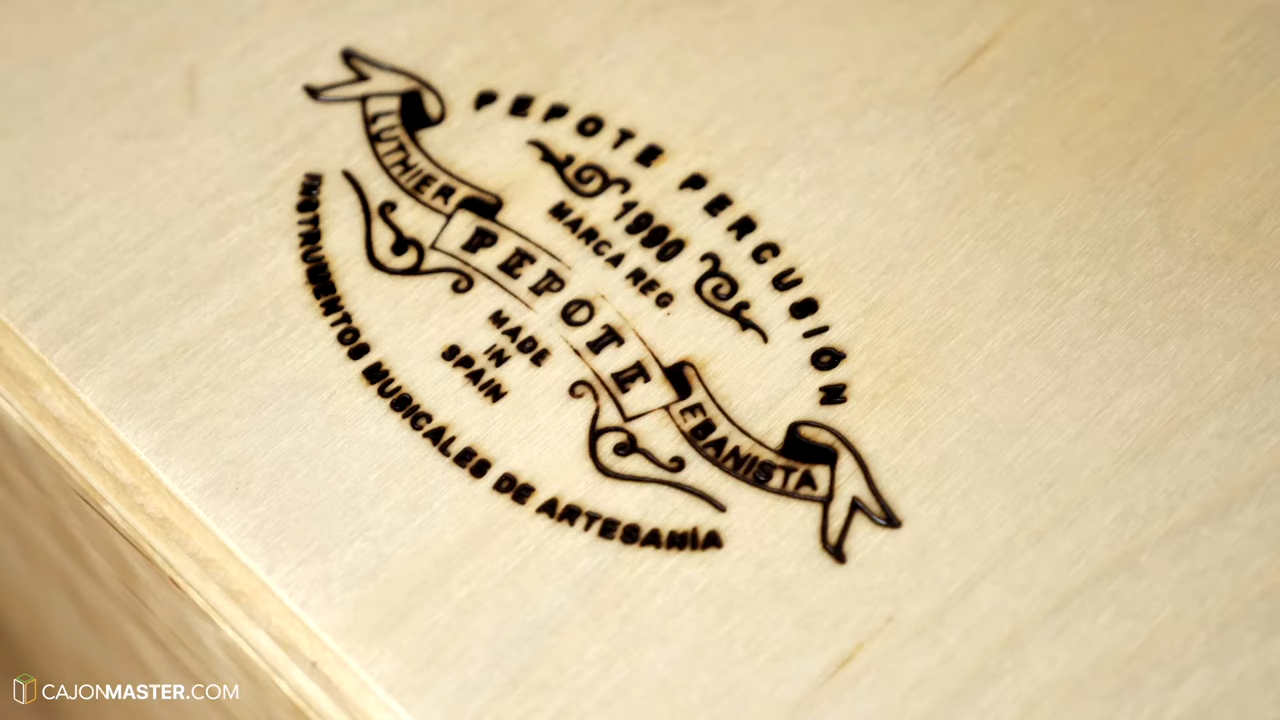 PEPOTE PERCUSIÓN
1990
MARCA REG
LUTHIER PEPOTE EBANISTA
MADE
IN
SPAIN
INSTRUMENTOS MUSICALES DE ARTESANÍA
CAJONMASTER.COM